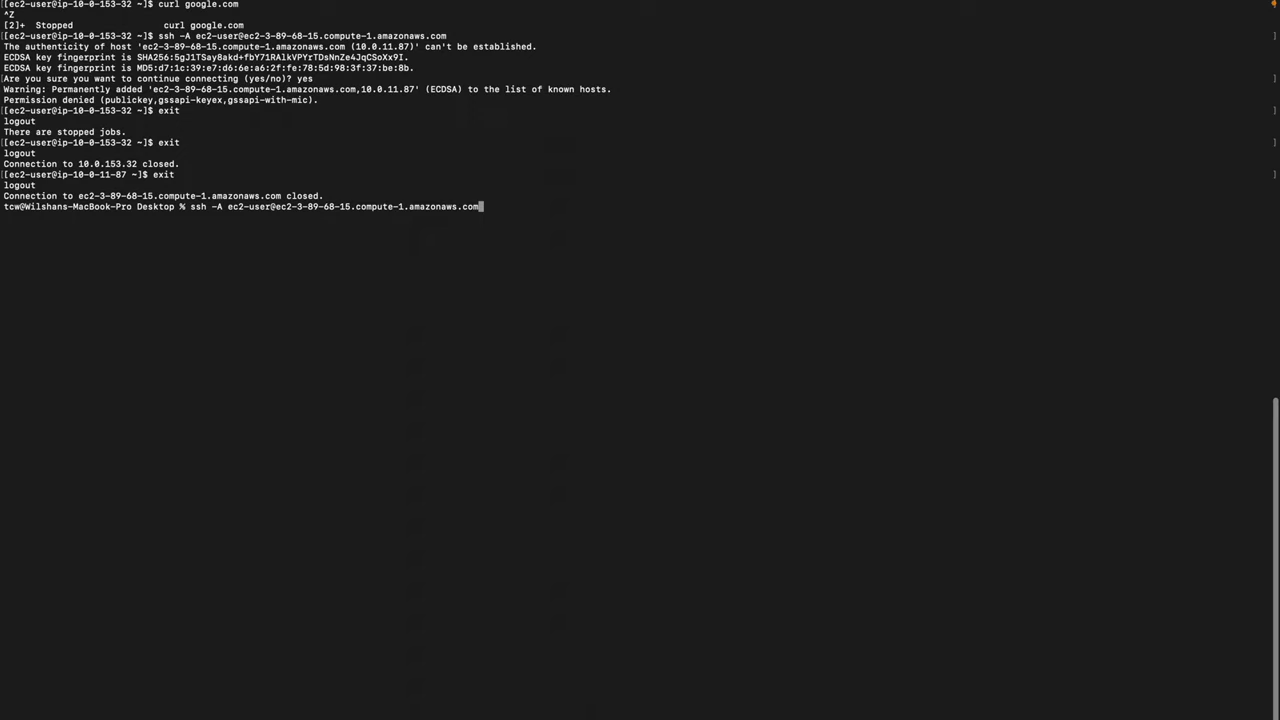 [[ec2-user@ip-10-0-153-32 ~]$ curl google.com
^Z
[2]+  Stopped                 curl google.com
[[ec2-user@ip-10-0-153-32 ~]$ ssh -A ec2-user@ec2-3-89-68-15.compute-1.amazonaws.com ]
The authenticity of host 'ec2-3-89-68-15.compute-1.amazonaws.com (10.0.11.87)' can't be established.
ECDSA key fingerprint is SHA256:5gJ1TSay8akd+fbY71RAlkVPYrTDsNnZe4JqCSoXx9I.
ECDSA key fingerprint is MD5:d7:1c:39:e7:d6:6e:a6:2f:fe:78:5d:98:3f:37:be:8b.
[Are you sure you want to continue connecting (yes/no)? yes ]
Warning: Permanently added 'ec2-3-89-68-15.compute-1.amazonaws.com,10.0.11.87' (ECDSA) to the list of known hosts.
Permission denied (publickey,gssapi-keyex,gssapi-with-mic).
[[ec2-user@ip-10-0-153-32 ~]$ exit ]
logout
There are stopped jobs.
[[ec2-user@ip-10-0-153-32 ~]$ exit ]
logout
Connection to 10.0.153.32 closed.
[[ec2-user@ip-10-0-11-87 ~]$ exit ]
logout
Connection to ec2-3-89-68-15.compute-1.amazonaws.com closed.
tcw@Wilshans-MacBook-Pro Desktop % ssh -A ec2-user@ec2-3-89-68-15.compute-1.amazonaws.com